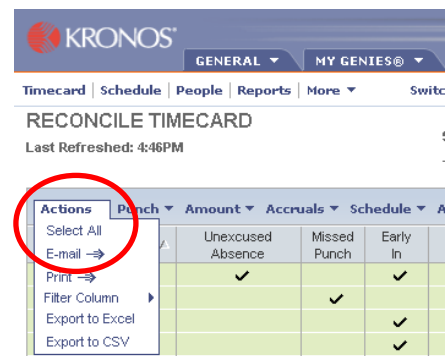 KRONOS
GENERAL MY GENIES®
Timecard Schedule People Reports More
RECONCILE TIMECARD
Last Refreshed: 4:46PM
Actions Punch Amount Accruals Schedule
Select All
E-mail
Print
Filter Column
Export to Excel
Export to CSV
Unexcused
Absence
Missed
Punch
Early
In